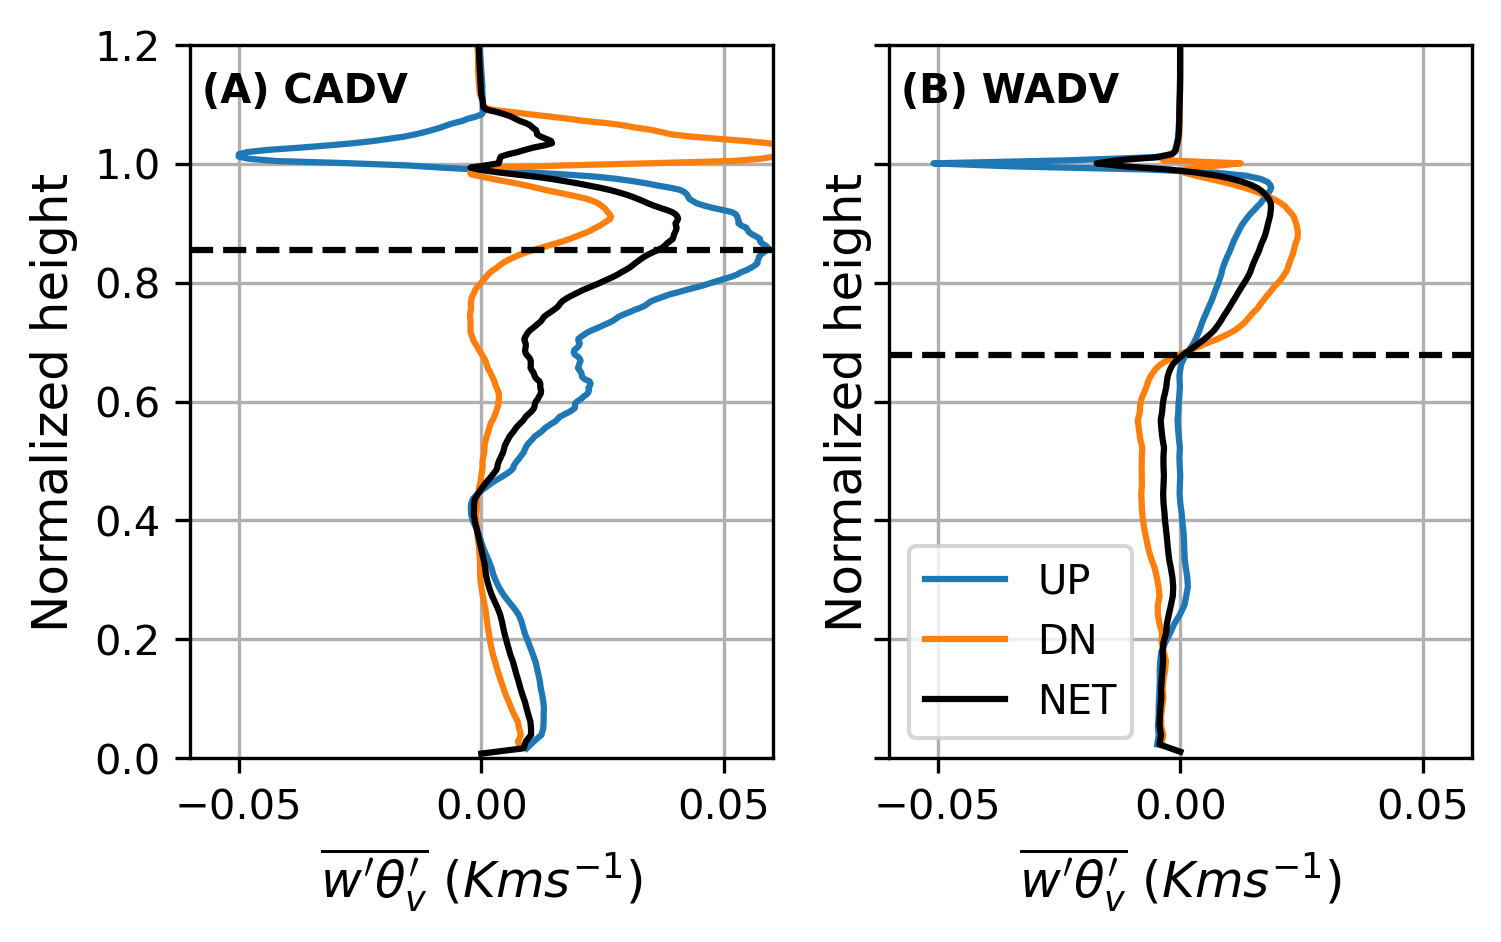 (A) CADV
Normalized height
1.2
1.0
0.8
0.6
0.4
0.2
0.0
−0.05 0.00 0.05
w′θ′v (Kms−1)
(B) WADV
Normalized height
UP
DN
NET
−0.05 0.00 0.05
w′θ′v (Kms−1)